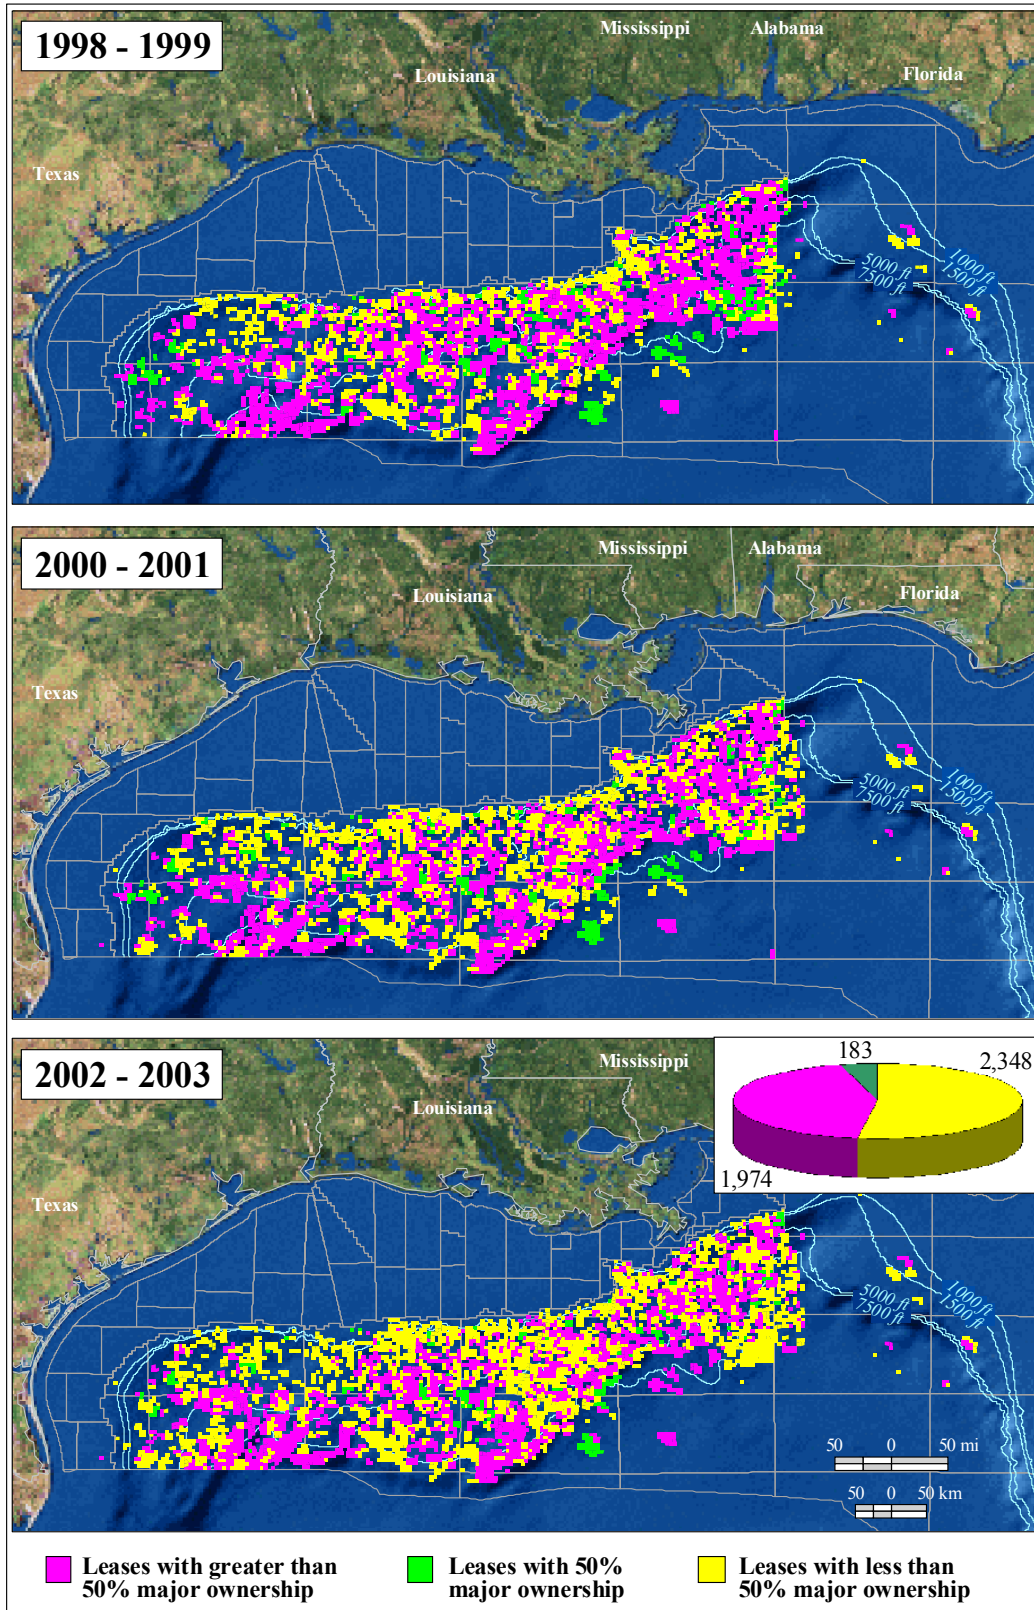 1998 - 1999
Mississippi
Alabama
Louisiana
Florida
Texas
1000 ft
1500 ft
5000 ft
7500 ft
2000 - 2001
Mississippi
Alabama
Louisiana
Florida
Texas
1000 ft
1500 ft
5000 ft
7500 ft
2002 - 2003
Mississippi
183
2,348
1,974
Louisiana
Texas
1000 ft
1500 ft
5000 ft
7500 ft
50 0 50 mi
50 0 50 km
Leases with greater than
50% major ownership
Leases with 50%
major ownership
Leases with less than
50% major ownership